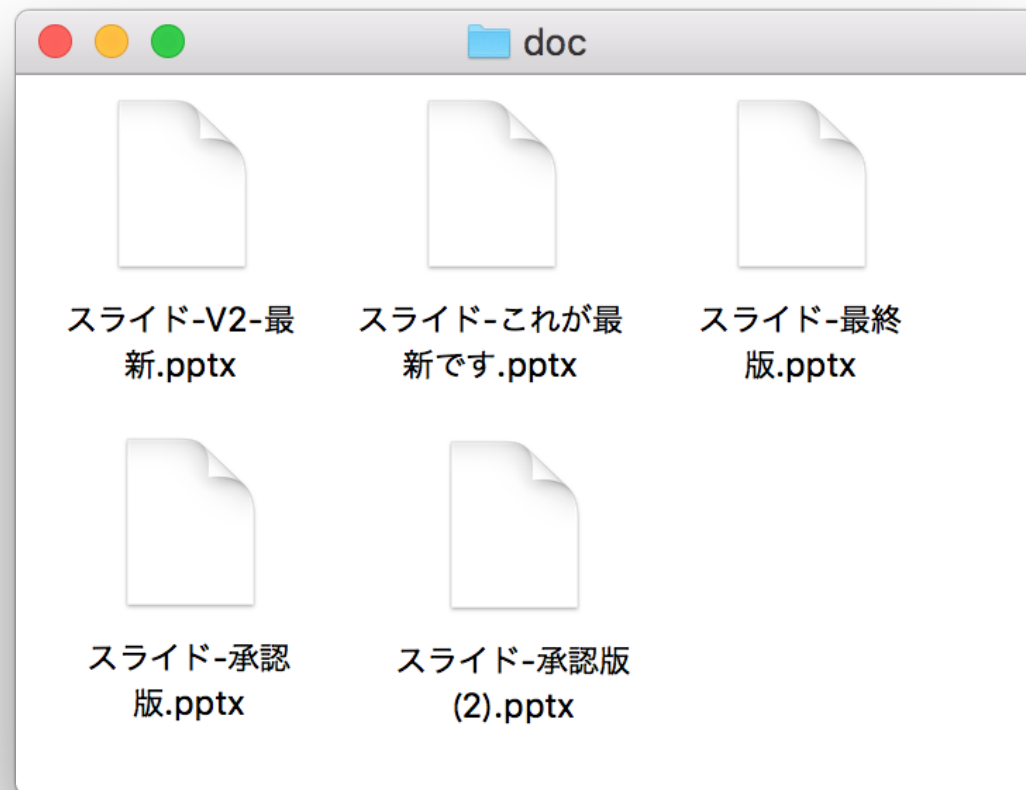 doc
スライド-V2-最
新.pptx
スライド-これが最
新です.pptx
スライド-最終
版.pptx
スライド-承認
版.pptx
スライド-承認版
(2).pptx